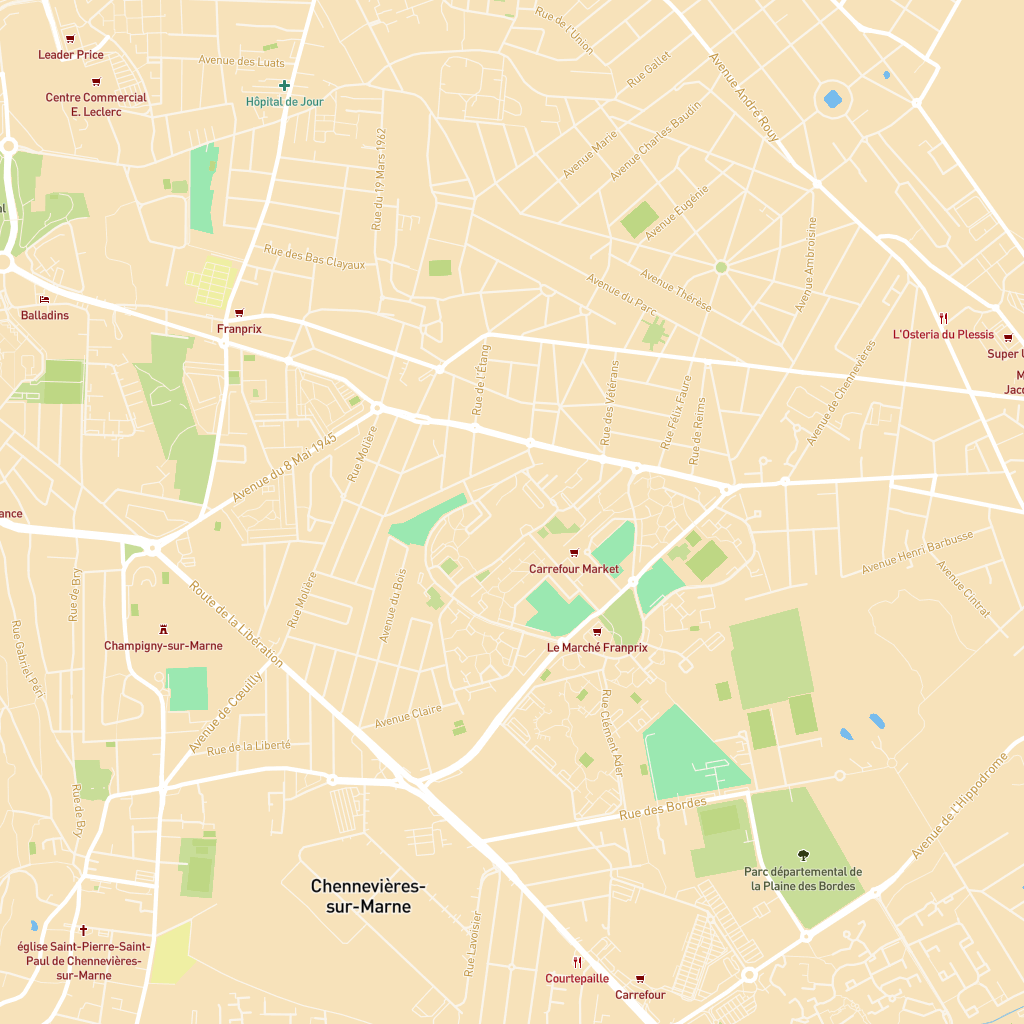 Rue de l'Union
Leader Price
Avenue des Luats
Rue Gallet
Avenue André Rouy
Centre Commercial
E. Leclerc
Hôpital de Jour
Avenue Marie
Avenue Charles Baudin
Rue du 19 Mars 1962
al
Avenue Eugénie
Avenue Ambroisine
Rue des Bas Clayaux
Avenue Thérèse
Avenue du Parc
Balladins
Franprix
L'Osteria du Plessis
Super U
M
Jacq
Rue de l'Étang
Rue des Vétérans
Rue Félix Faure
Rue de Reims
Avenue de Chennevières
Avenue du 8 Mai 1945
Rue Molière
ance
Carrefour Market
Avenue Henri Barbusse
Avenue Cintrat
Rue de Bry
Rue Molière
Avenue du Bois
Route de la Libération
Rue Gabriel Péri
Champigny-sur-Marne
Le Marché Franprix
Avenue de Cœuilly
Avenue Claire
Rue Clément Ader
Rue de la Liberté
Rue de Bry
Rue des Bordes
Avenue de l'Hippodrome
Parc départemental de
la Plaine des Bordes
Chennevières-
sur-Marne
Rue Lavoisier
église Saint-Pierre-Saint-
Paul de Chennevières-
sur-Marne
Courtepaille
Carrefour